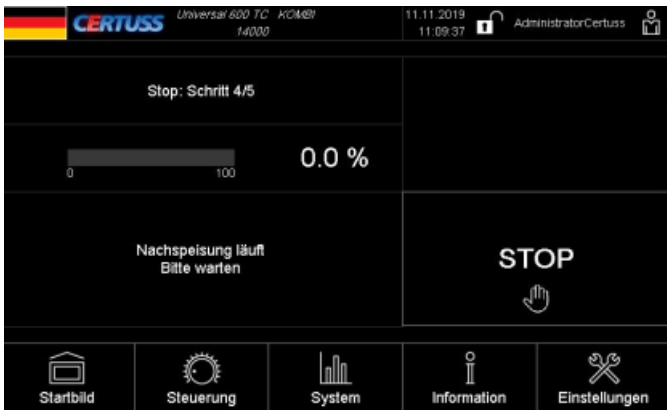 CERTUSS
Universal 600 TC KOMBI
14000
11.11.2019
11:09:37
AdministratorCertuss
Stop: Schritt 4/5
0.0 %
0 100
Nachspeisung läuft
Bitte warten
STOP
Startbild Steuerung System Information Einstellungen